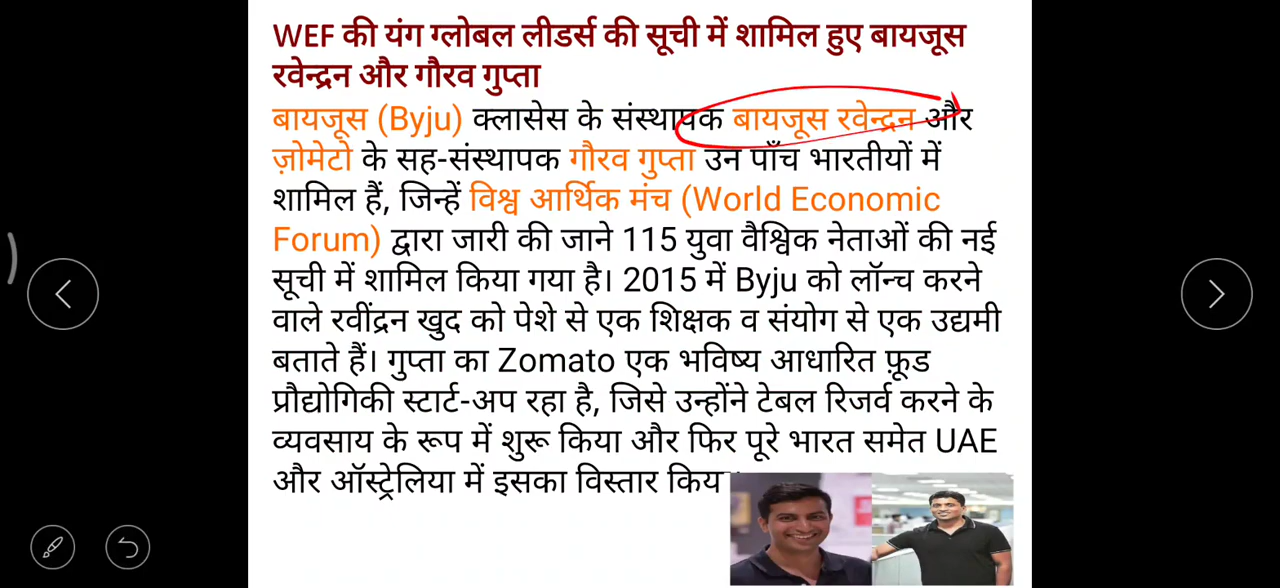 WEF की यंग ग्लोबल लीडर्स की सूची में शामिल हुए बायजूस
रवेन्द्रन और गौरव गुप्ता
बायजूस (Byju) क्लासेस के संस्थापक बायजूस रवेन्द्रन और
ज़ोमेटो के सह-संस्थापक गौरव गुप्ता उन पाँच भारतीयों में
शामिल हैं, जिन्हें विश्व आर्थिक मंच (World Economic
Forum) द्वारा जारी की जाने 115 युवा वैश्विक नेताओं की नई
सूची में शामिल किया गया है। 2015 में Byju को लॉन्च करने
वाले रवींद्रन खुद को पेशे से एक शिक्षक व संयोग से एक उद्यमी
बताते हैं। गुप्ता का Zomato एक भविष्य आधारित फ़ूड
प्रौद्योगिकी स्टार्ट-अप रहा है, जिसे उन्होंने टेबल रिजर्व करने के
व्यवसाय के रूप में शुरू किया और फिर पूरे भारत समेत UAE
और ऑस्ट्रेलिया में इसका विस्तार